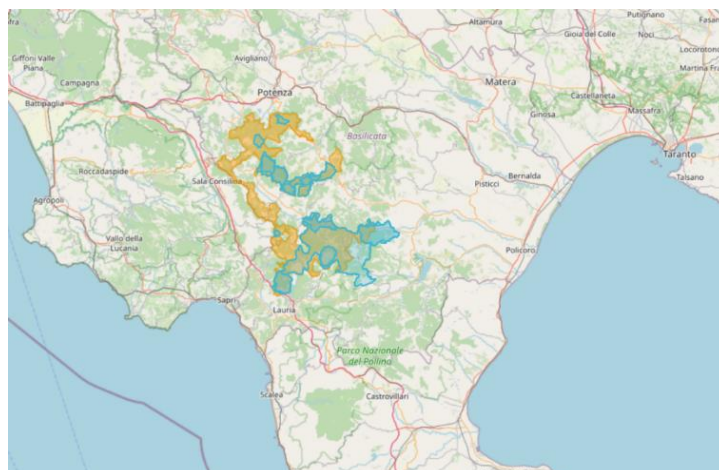 Putignano
Fasan
Altamura
Gioia del Colle
Noci
Locorotondo
Giffoni Valle
Piana
Avigliano
Martina Franc
Campagna
Matera
Potenza
Castellaneta
Battipaglia
Massafra
Ginosa
Basilicata
Taranto
Roccadaspide
Sala Consilina
Bernalda
Talsano
Pisticci
Agropoli
Vallo della
Lucania
Policoro
Sapri
Lauria
Parco Nazionale
del Pollino
Scalea
Castrovillari